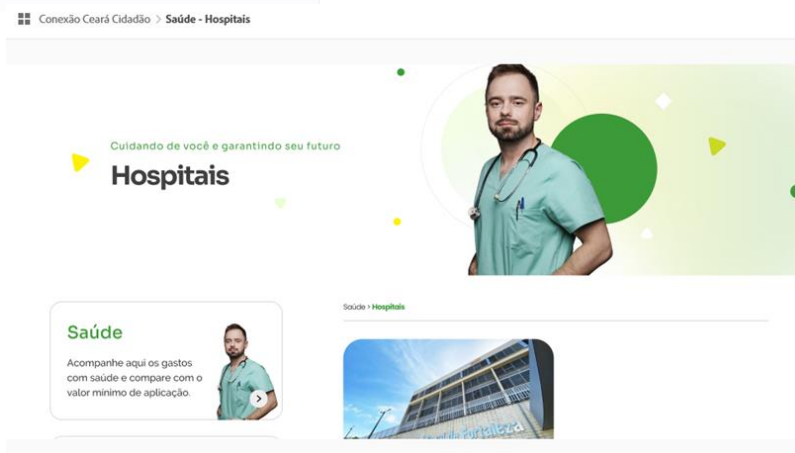 Conexão Ceará Cidadão > Saúde - Hospitais
Cuidando de você e garantindo seu futuro
Hospitais
Saúde
Acompanhe aqui os gastos
com saúde e compare com o
valor mínimo de aplicação.
Saúde > Hospitais
Fortaleza